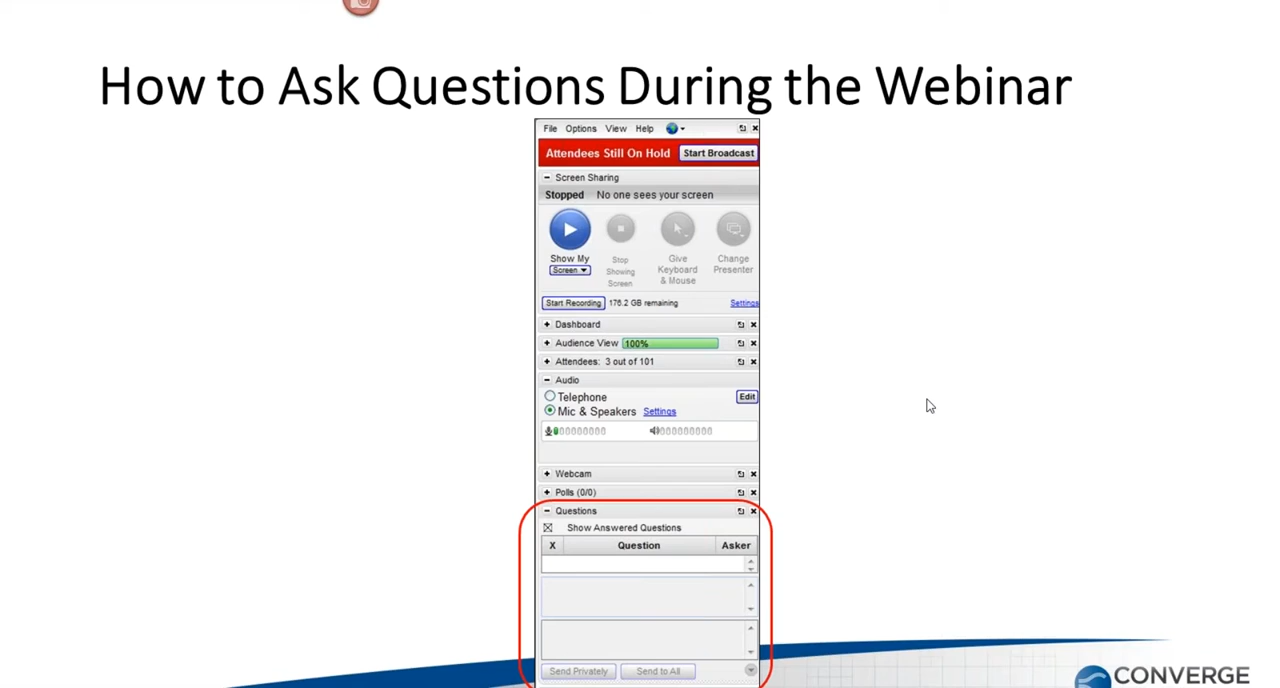 How to Ask Questions During the Webinar
File Options View Help
Attendees Still On Hold Start Broadcast
Screen Sharing
Stopped No one sees your screen
Show My Screen
Stop Showing Screen
Give Keyboard & Mouse
Change Presenter
Start Recording 176.2 GB remaining Settings
Dashboard
Audience View 100%
Attendees: 3 out of 101
Audio
Telephone Edit
Mic & Speakers Settings
Webcam
Polls (0/0)
Questions
Show Answered Questions
X Question Asker
Send Privately Send to All
CONVERGE